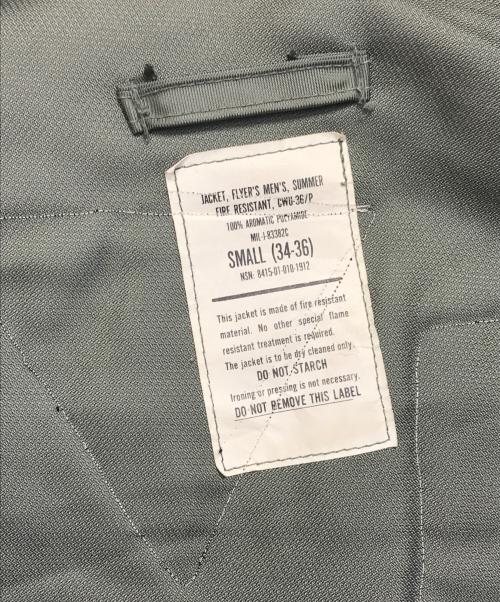 JACKET, FLYER'S MEN'S, SUMMER
FIRE RESISTANT, CWU-36/P
100% AROMATIC POLYAMIDE
MIL-J-83382C
SMALL (34-36)
NSN: 8415-01-010-1912
This jacket is made of fire resistant
material. No other special flame
resistant treatment is required.
The jacket is to be dry cleaned only.
DO NOT STARCH
Ironing or pressing is not necessary.
DO NOT REMOVE THIS LABEL